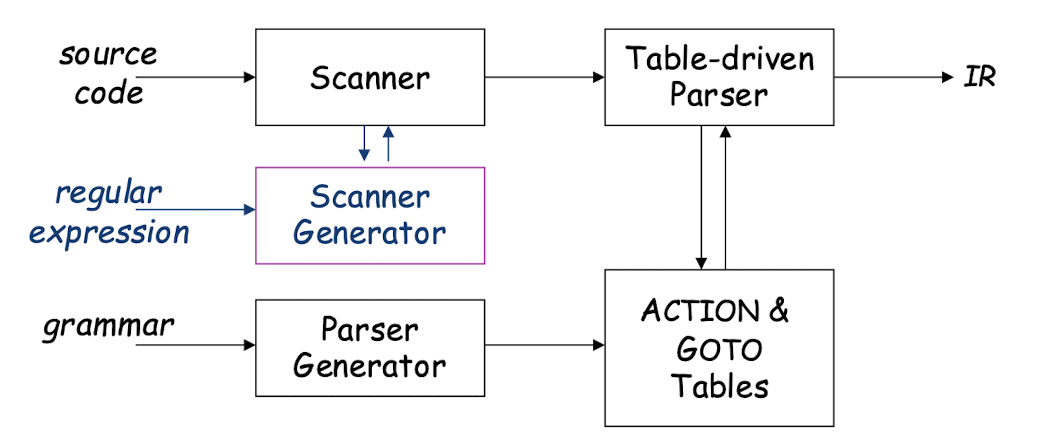 source
code
Scanner
Table-driven
Parser
IR
regular
expression
Scanner
Generator
grammar
Parser
Generator
ACTION &
GOTO
Tables